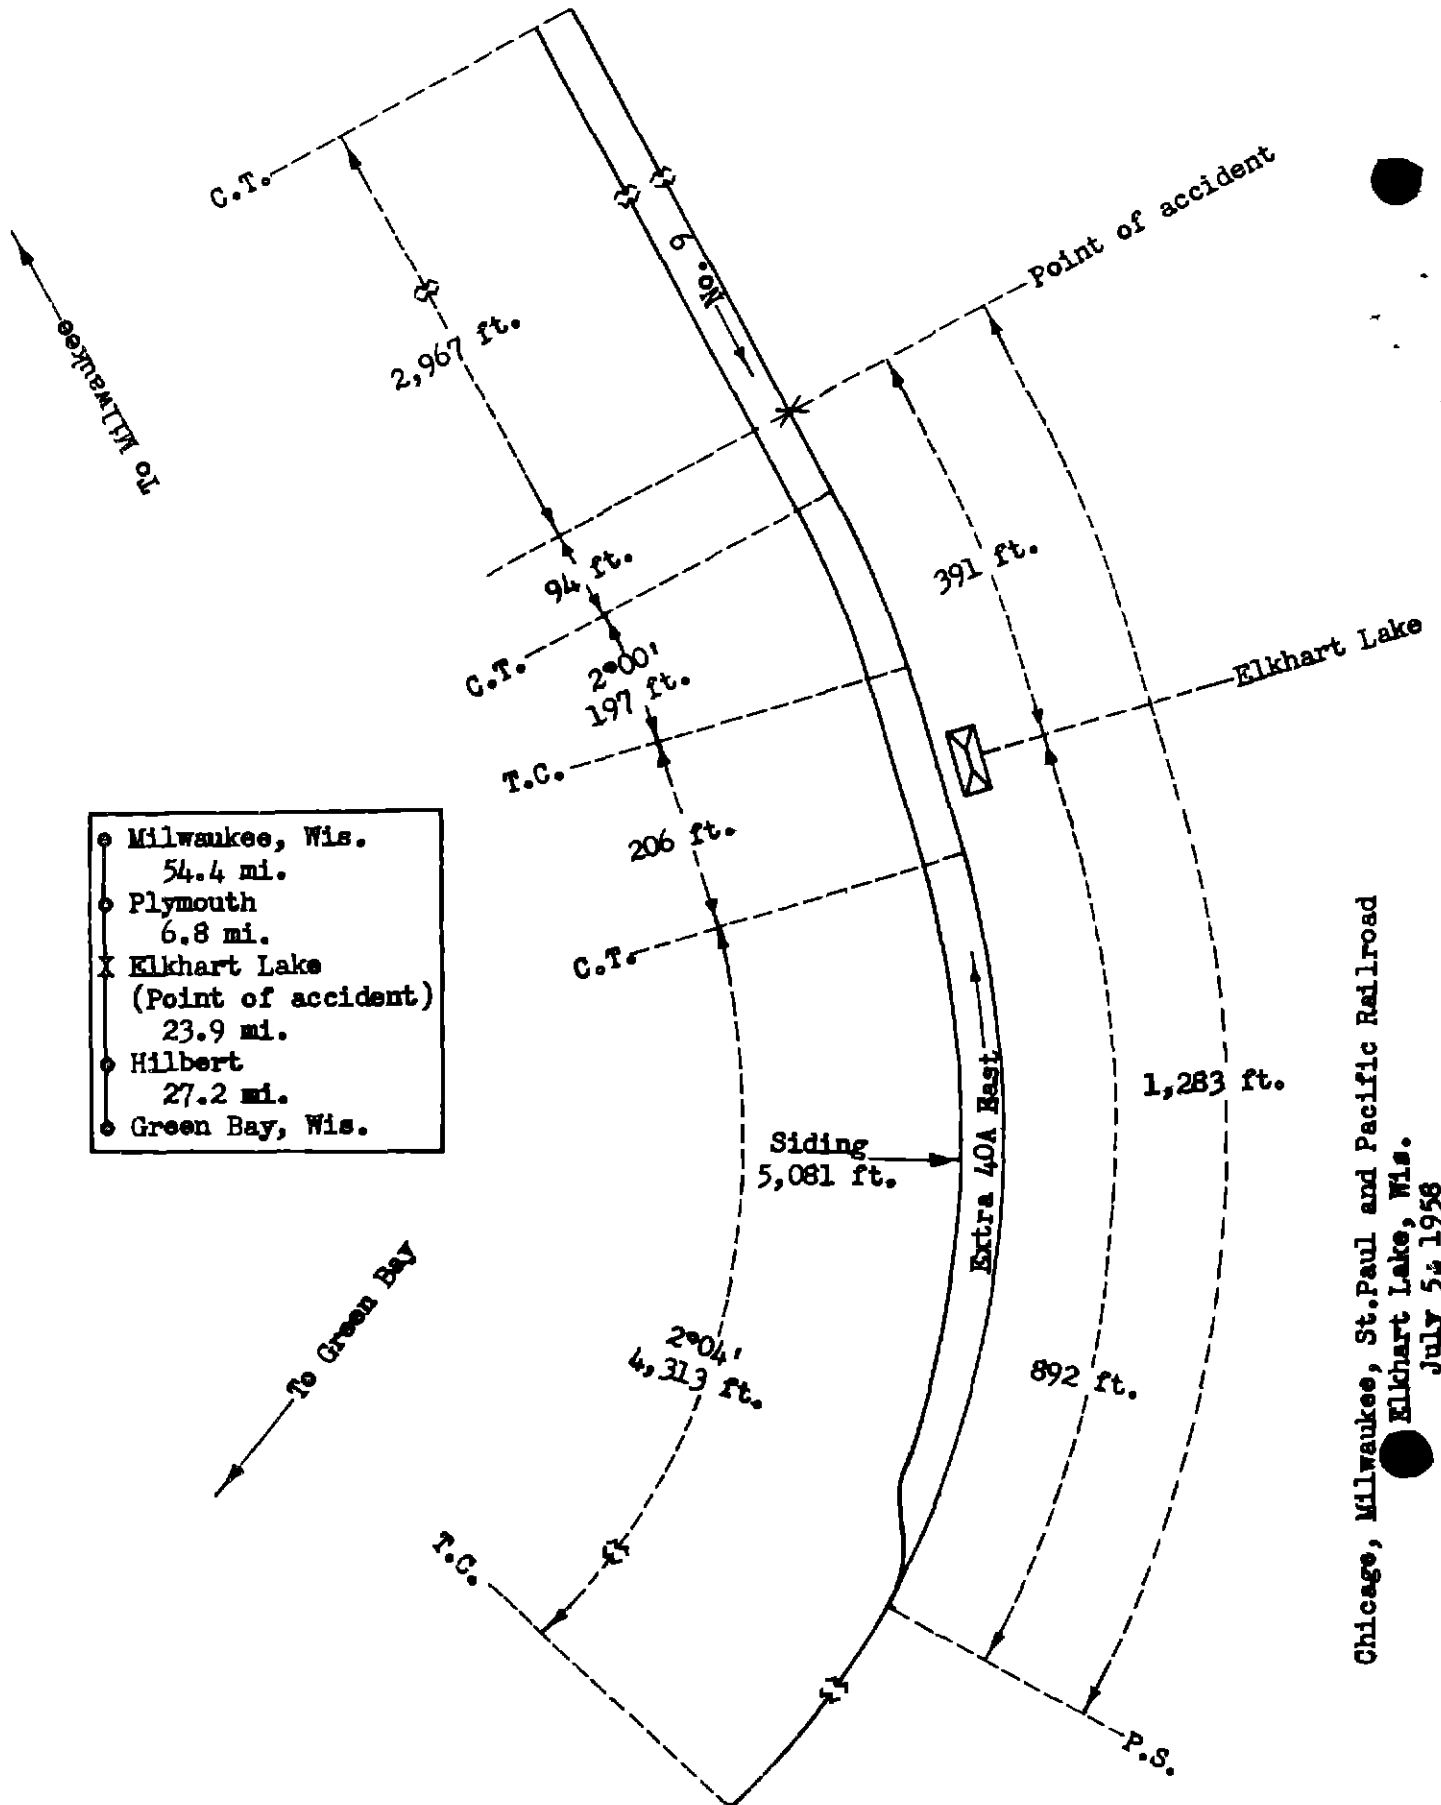 C.T.
To Milwaukee
2,967 ft.
No. 6
Point of accident
94 ft.
C.T.
2°00'
197 ft.
391 ft.
Elkhart Lake
T.C.
206 ft.
C.T.
Milwaukee, Wis.
54.4 mi.
Plymouth
6.8 mi.
Elkhart Lake
(Point of accident)
23.9 mi.
Hilbert
27.2 mi.
Green Bay, Wis.
Siding
5,081 ft.
Extra 40A East
1,283 ft.
To Green Bay
2°04'
4,313 ft.
892 ft.
T.C.
P.S.
Chicago, Milwaukee, St.Paul and Pacific Railroad
Elkhart Lake, Wis.
July 5, 1958